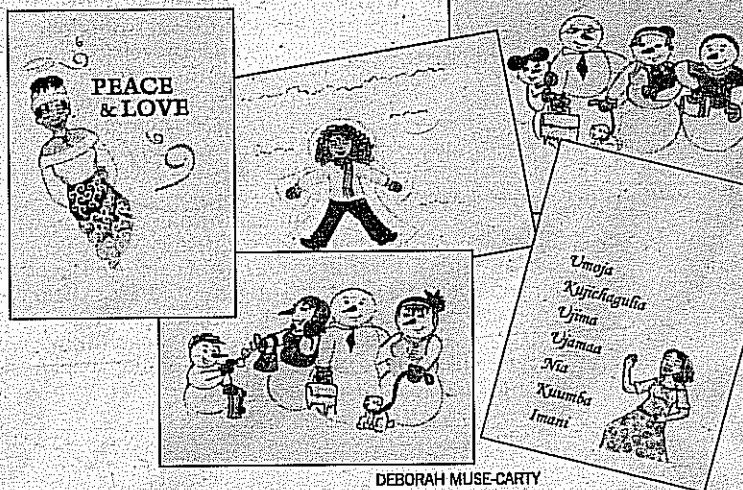 PEACE
& LOVE
Umoja
Kujichagulia
Ujima
Ujamaa
Nia
Kuumba
Imani
DEBORAH MUSE-CARTY